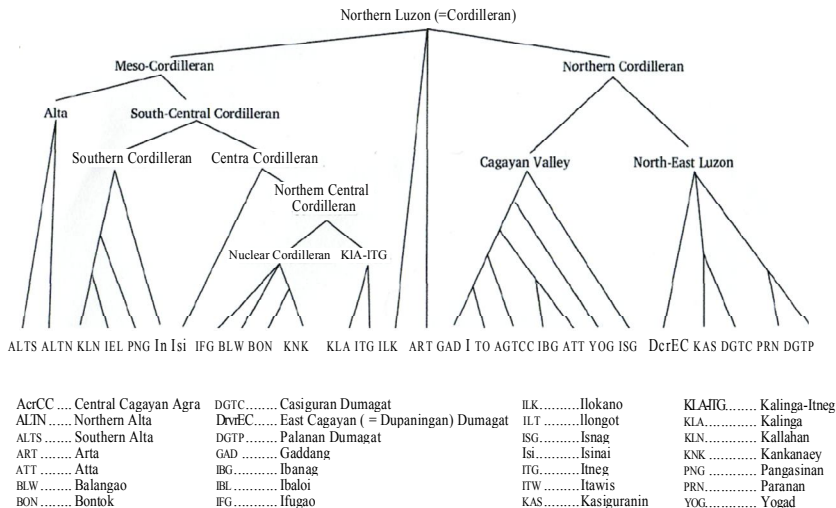 Northern Luzon (=Cordilleran)
Meso-Cordilleran
Northern Cordilleran
Alta
South-Central Cordilleran
Southern Cordilleran
Centra Cordilleran
Cagayan Valley
North-East Luzon
Northem Central
Cordilleran
Nuclear Cordilleran
KlA-ITG
ALTS ALTN KLN IEL PNG In Isi IFG BLW BON KNK KLA ITG ILK ART GAD I TO AGTCC IBG ATT YOG ISG DcrEC KAS DGTC PRN DGTP
AcrCC .... Central Cagayan Agra
ALTN ...... Northern Alta
ALTS ....... Southern Alta
ART ........ Arta
ATT ........ Atta
BLW ....... Balangao
BON ....... Bontok
DGTC........ Casiguran Dumagat
DrvrEC...... East Cagayan ( = Dupaningan) Dumagat
DGTP ........ Palanan Dumagat
GAD ......... Gaddang
IBG ........... Ibanag
IBL ........... Ibaloi
IFG ........... Ifugao
ILK.......... Ilokano
ILT .......... llongot
ISG.......... Isnag
Isi............ Isinai
ITG.......... Itneg
ITW ......... Itawis
KAS ........ Kasiguranin
KLA-ITG........ Kalinga-Itneg
KLA............ Kalinga
KLN............ Kallahan
KNK ........... Kankanaey
PNG ........... Pangasinan
PRN............ Paranan
YOG........... Yogad